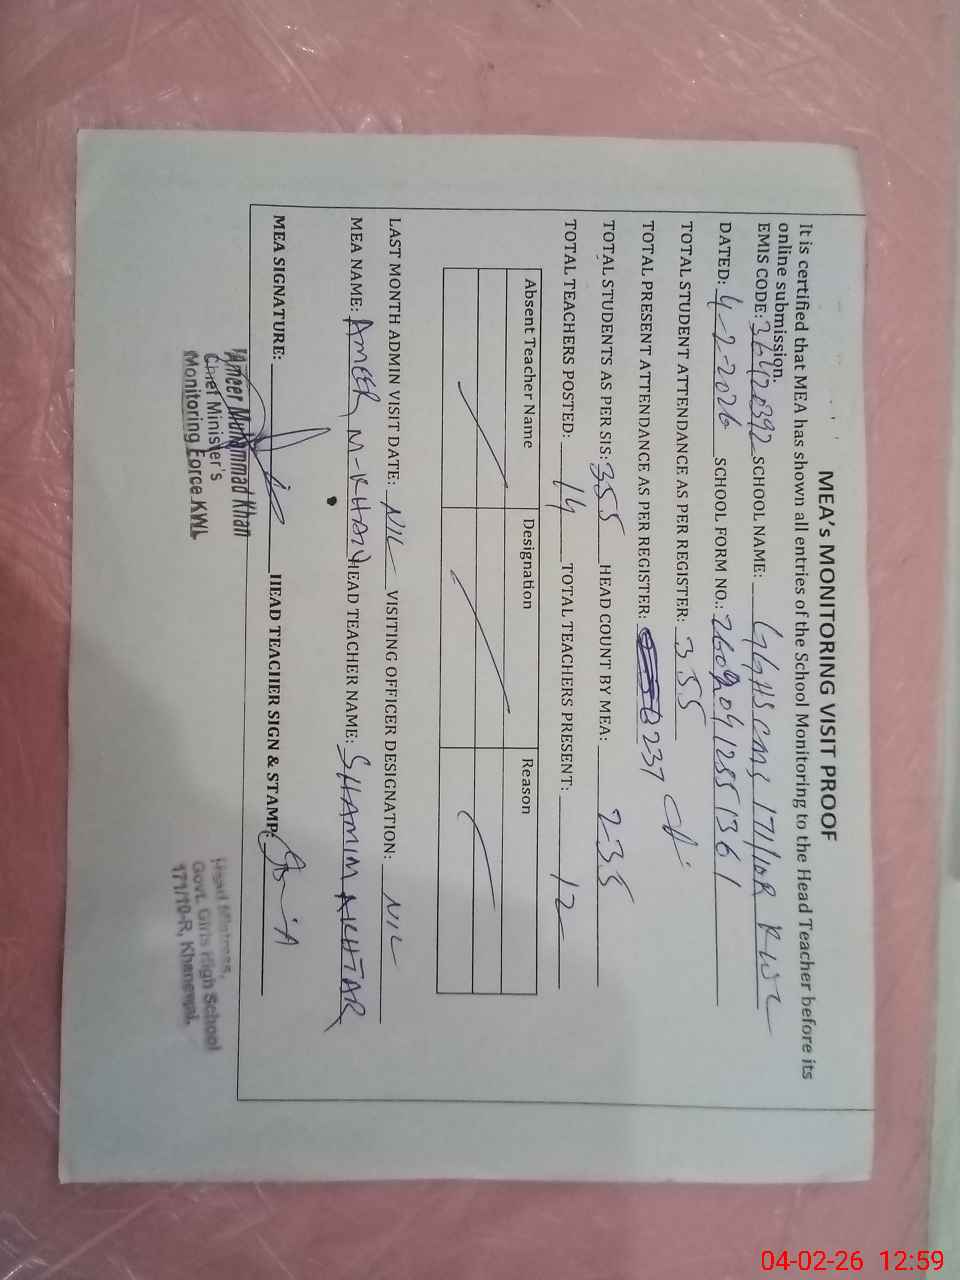 MEA's MONITORING VISIT PROOF
It is certified that MEA has shown all entries of the School Monitoring to the Head Teacher before its
online submission.
EMIS CODE: 36420392 SCHOOL NAME: GGHS CMS 171/10R KWL
DATED: 4-2-2026 SCHOOL FORM NO.: 260920412551361
TOTAL STUDENT ATTENDANCE AS PER REGISTER: 355
TOTAL PRESENT ATTENDANCE AS PER REGISTER: 237
TOTAL STUDENTS AS PER SIS: 355 HEAD COUNT BY MEA: 235
TOTAL TEACHERS POSTED: 14 TOTAL TEACHERS PRESENT: 12
Absent Teacher Name Designation Reason
LAST MONTH ADMIN VISIT DATE: NIL VISITING OFFICER DESIGNATION: NIL
MEA NAME: AMEER M-KHAN HEAD TEACHER NAME: SHAMIM AKHTAR
MEA SIGNATURE: HEAD TEACHER SIGN & STAMP:
Ameer Muhammad Khan
Chief Minister's
Monitoring Force KWL
Head Mistress,
Govt. Girls High School
171/10-R, Khanewal.
04-02-26 12:59